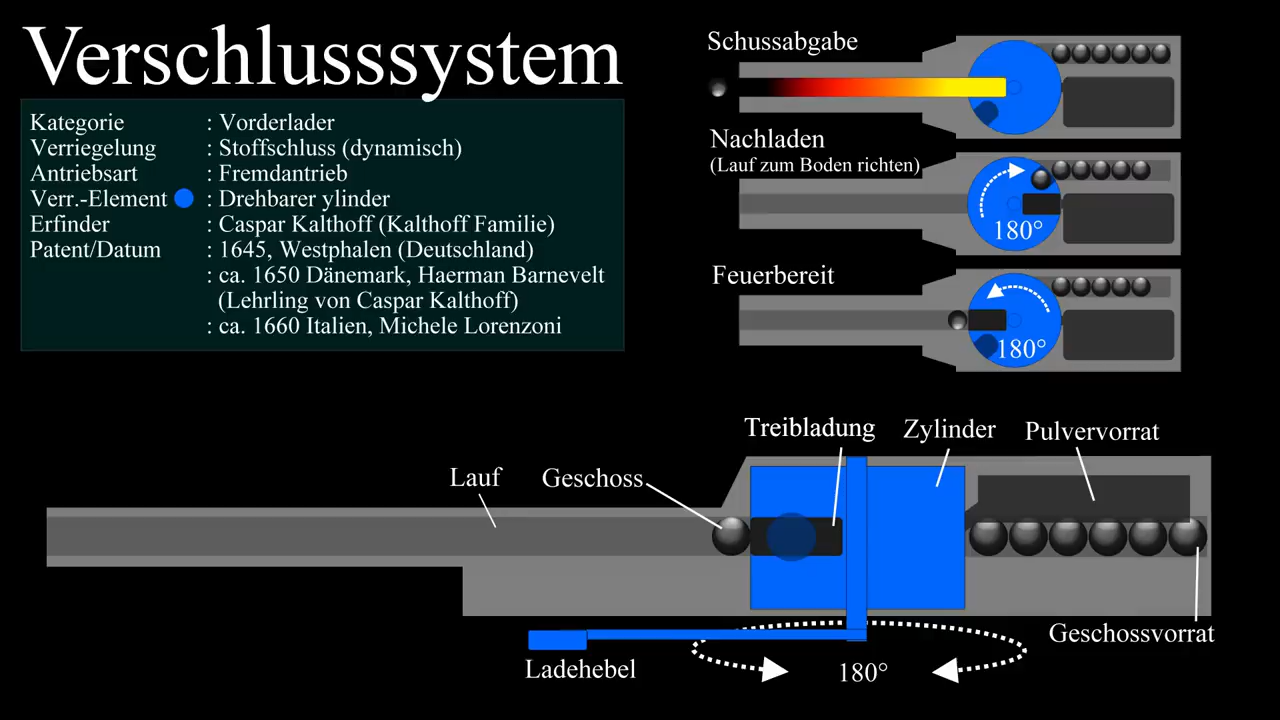 Verschlusssystem
Kategorie : Vorderlader
Verriegelung : Stoffschluss (dynamisch)
Antriebsart : Fremdantrieb
Verr.-Element : Drehbarer ylinder
Erfinder : Caspar Kalthoff (Kalthoff Familie)
Patent/Datum : 1645, Westphalen (Deutschland)
: ca. 1650 Dänemark, Haerman Barnevelt
(Lehrling von Caspar Kalthoff)
: ca. 1660 Italien, Michele Lorenzoni
Schussabgabe
Nachladen
(Lauf zum Boden richten)
180°
Feuerbereit
180°
Treibladung
Zylinder
Pulvervorrat
Lauf
Geschoss
Geschossvorrat
Ladehebel
180°